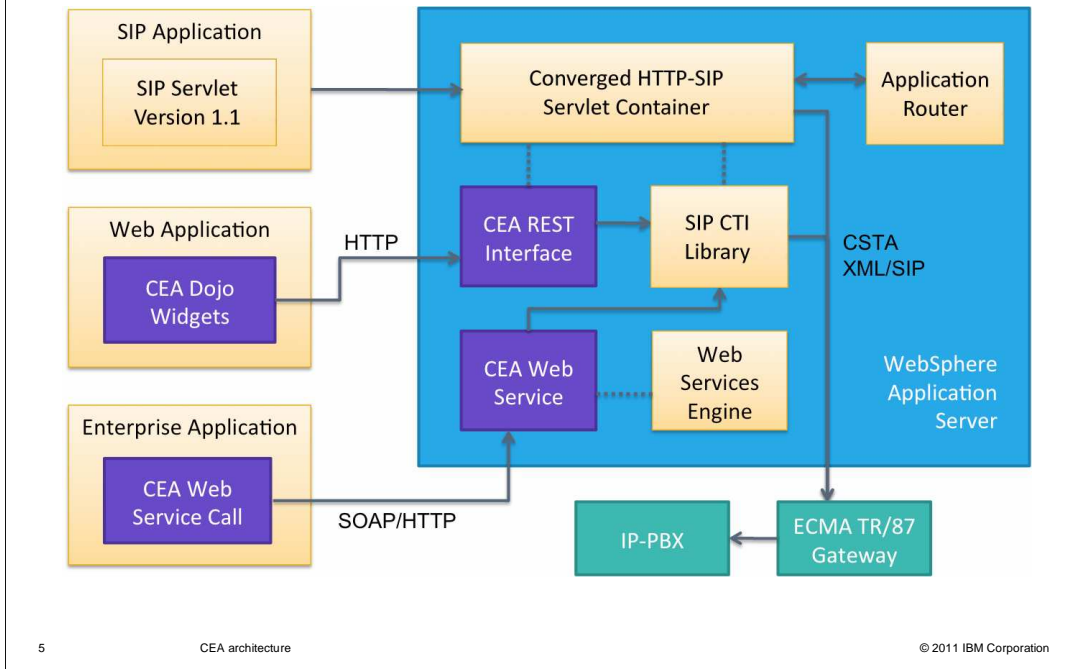 SIP Application
SIP Servlet
Version 1.1
Converged HTTP-SIP
Servlet Container
Application
Router
Web Application
CEA Dojo
Widgets
HTTP
CEA REST
Interface
SIP CTI
Library
CSTA
XML/SIP
CEA Web
Service
Web
Services
Engine
WebSphere
Application
Server
Enterprise Application
CEA Web
Service Call
SOAP/HTTP
IP-PBX
ECMA TR/87
Gateway
5
CEA architecture
© 2011 IBM Corporation